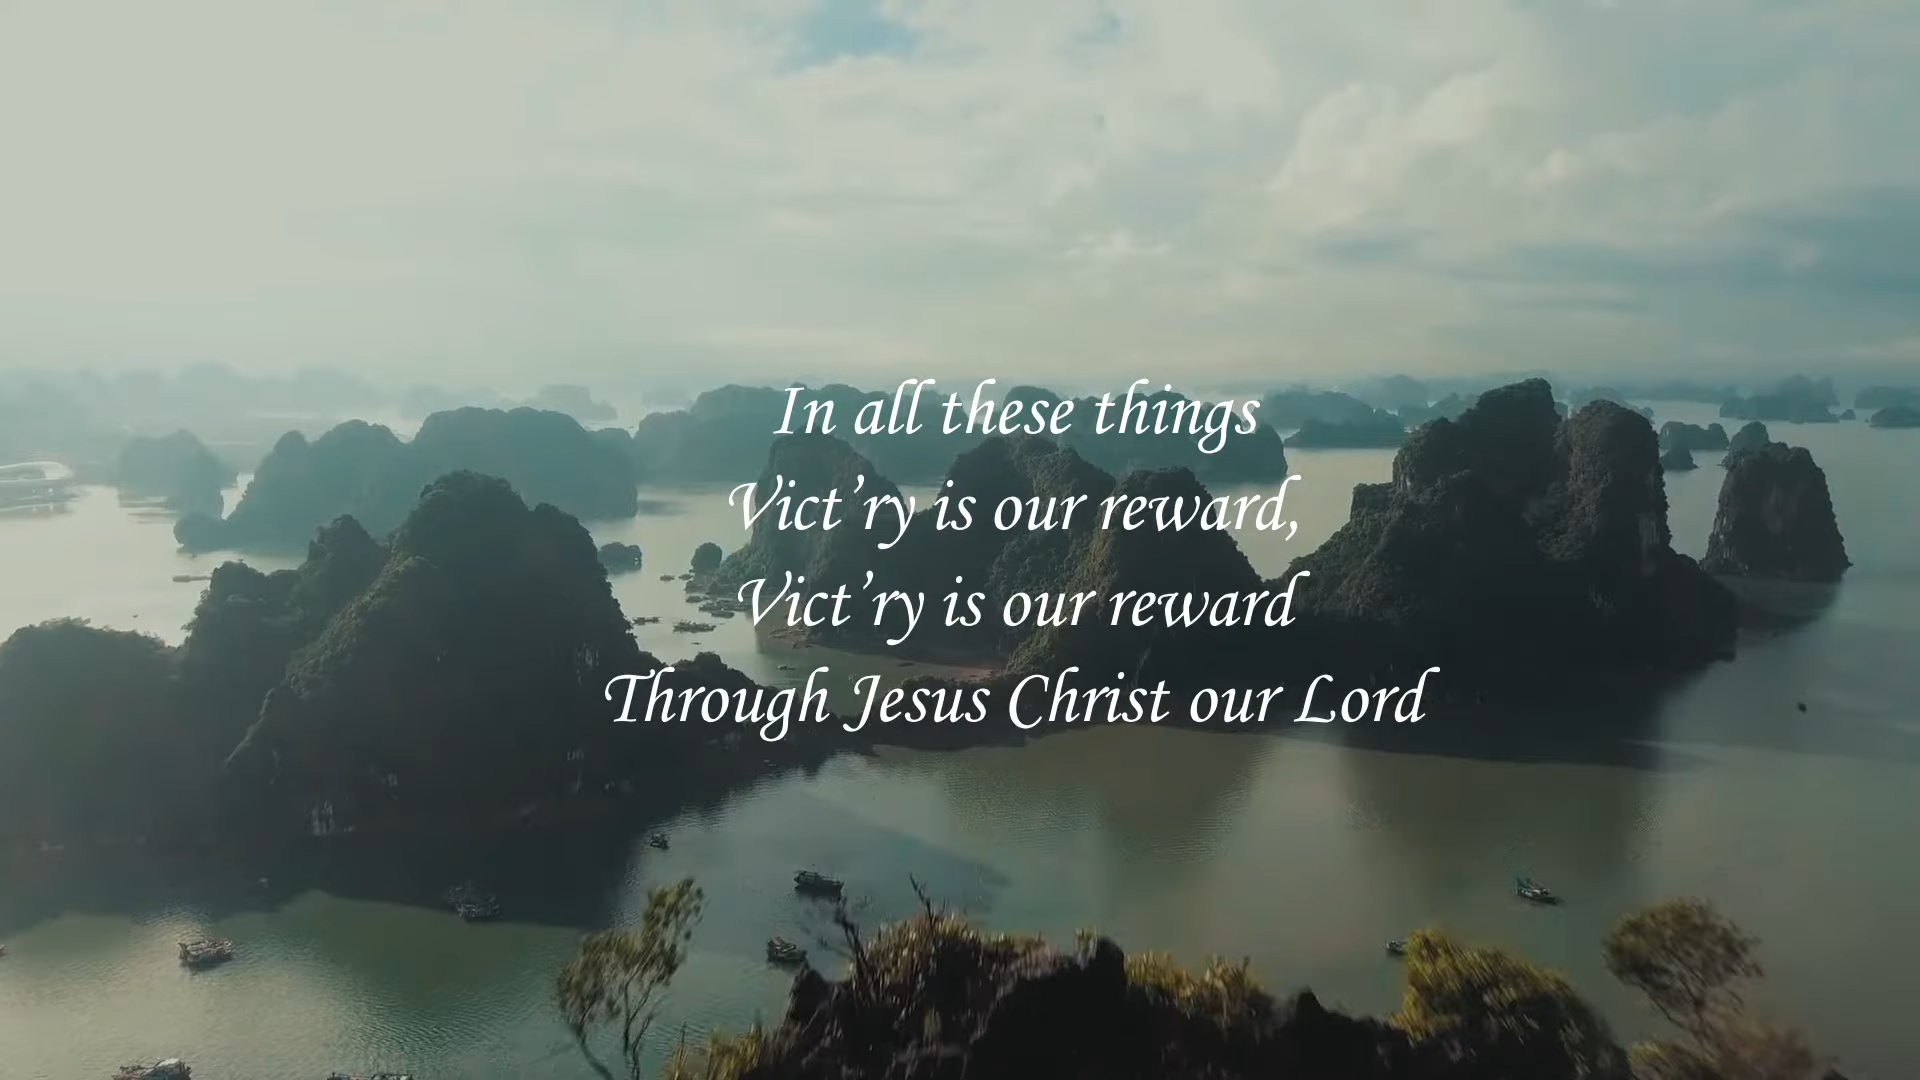 In all these things
Vict’ry is our reward,
Vict’ry is our reward
Through Jesus Christ our Lord